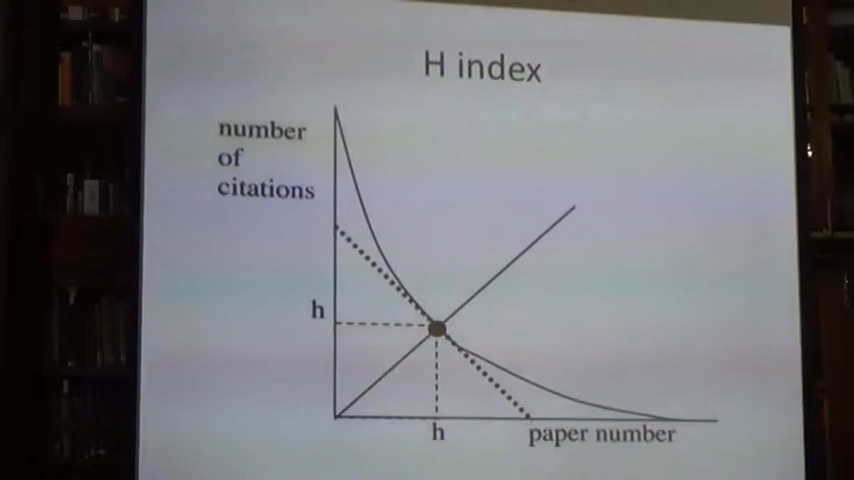 H index
number
of
citations
h
h
paper number